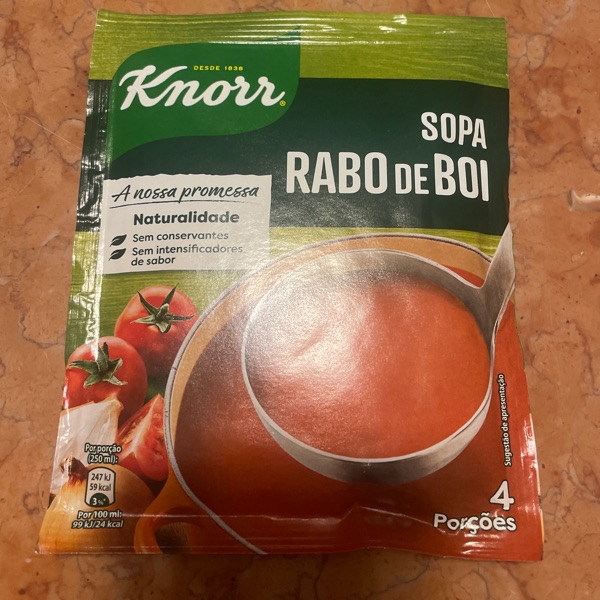 DESDE 1838
Knorr®
SOPA
RABO DE BOI
A nossa promessa
Naturalidade
Sem conservantes
Sem intensificadores
de sabor
Por porção
(250 ml):
247 kJ
59 kcal
3%
Por 100 ml:
99 kJ/24 kcal
Sugestão de apresentação
4
Porções